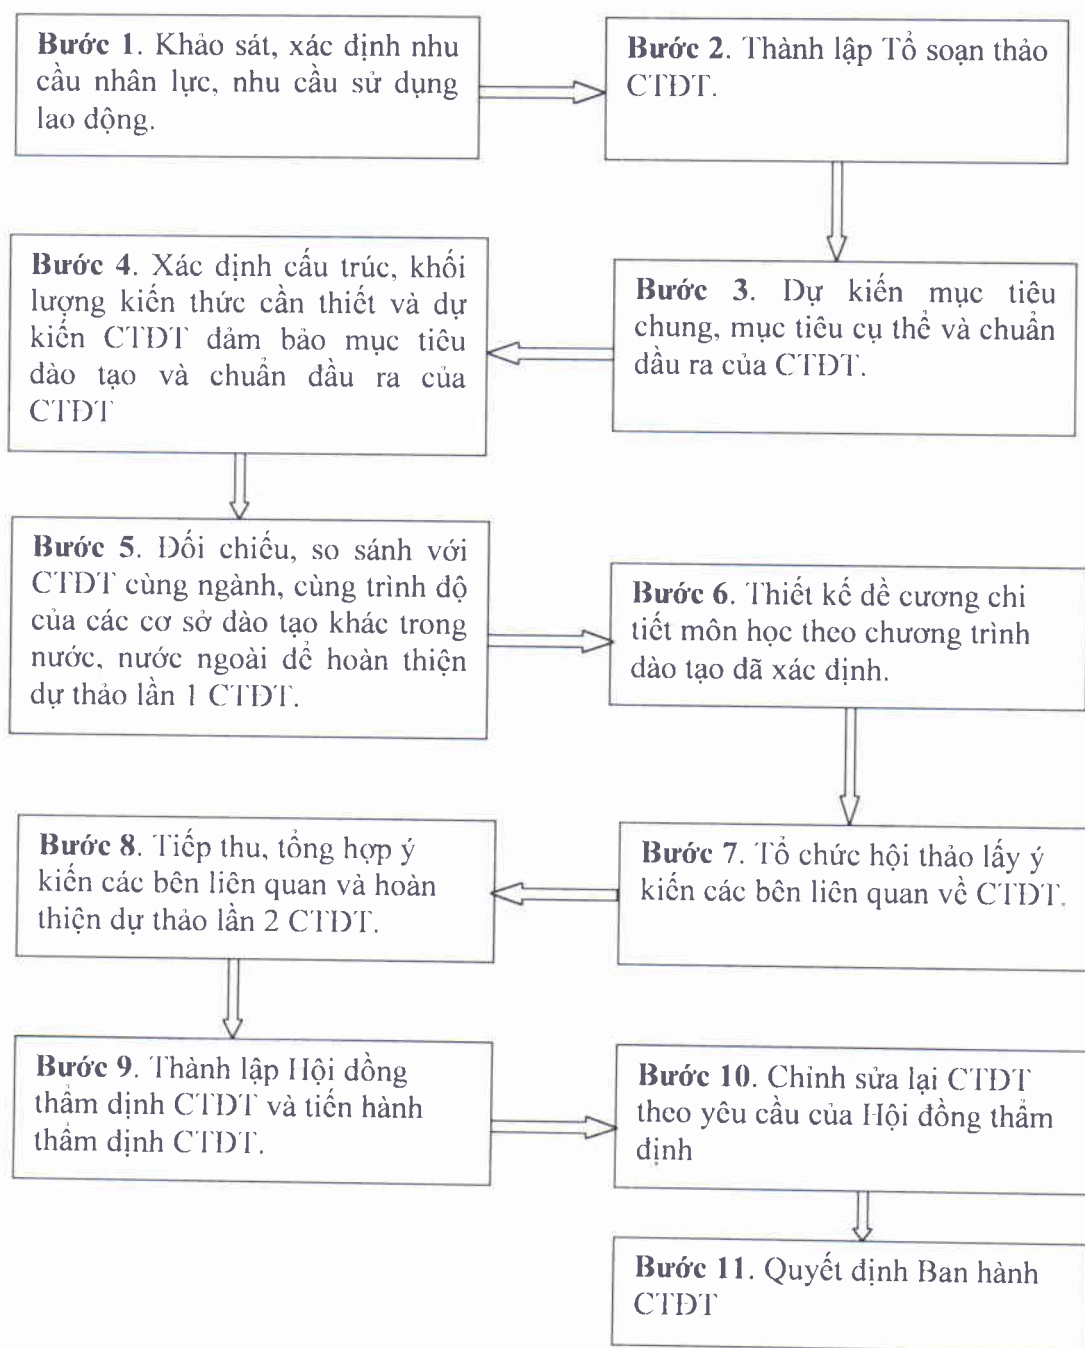 Bước 1. Khảo sát, xác định nhu
cầu nhân lực, nhu cầu sử dụng
lao động.
Bước 2. Thành lập Tổ soạn thảo
CTĐT.
Bước 3. Dự kiến mục tiêu
chung, mục tiêu cụ thể và chuẩn
đầu ra của CTĐT.
Bước 4. Xác định cấu trúc, khối
lượng kiến thức cần thiết và dự
kiến CTĐT đảm bảo mục tiêu
đào tạo và chuẩn đầu ra của
CTĐT
Bước 5. Đối chiếu, so sánh với
CTĐT cùng ngành, cùng trình độ
của các cơ sở đào tạo khác trong
nước, nước ngoài để hoàn thiện
dự thảo lần 1 CTĐT.
Bước 6. Thiết kế đề cương chi
tiết môn học theo chương trình
đào tạo đã xác định.
Bước 7. Tổ chức hội thảo lấy ý
kiến các bên liên quan về CTĐT.
Bước 8. Tiếp thu, tổng hợp ý
kiến các bên liên quan và hoàn
thiện dự thảo lần 2 CTĐT.
Bước 9. Thành lập Hội đồng
thẩm định CTĐT và tiến hành
thẩm định CTĐT.
Bước 10. Chỉnh sửa lại CTĐT
theo yêu cầu của Hội đồng thẩm
định
Bước 11. Quyết định Ban hành
CTĐT